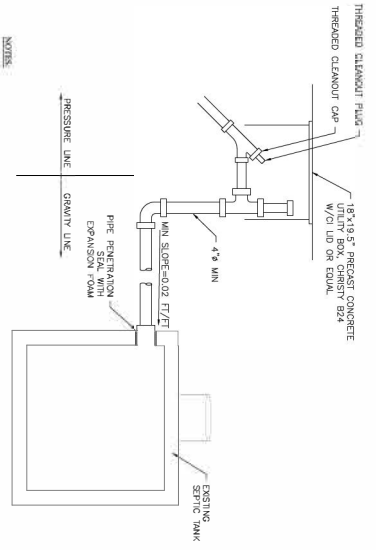 THREADED CLEANOUT PLUG
THREADED CLEANOUT CAP
18"x19.5" PRECAST CONCRETE
UTILITY BOX, CHRISTY B24
W/CI LID OR EQUAL
4"ø MIN
MIN SLOPE=0.02 FT/FT
PRESSURE LINE
GRAVITY LINE
PIPE PENETRATION
SEAL WITH
EXPANSION FOAM
EXISTING
SEPTIC TANK
NOTES: